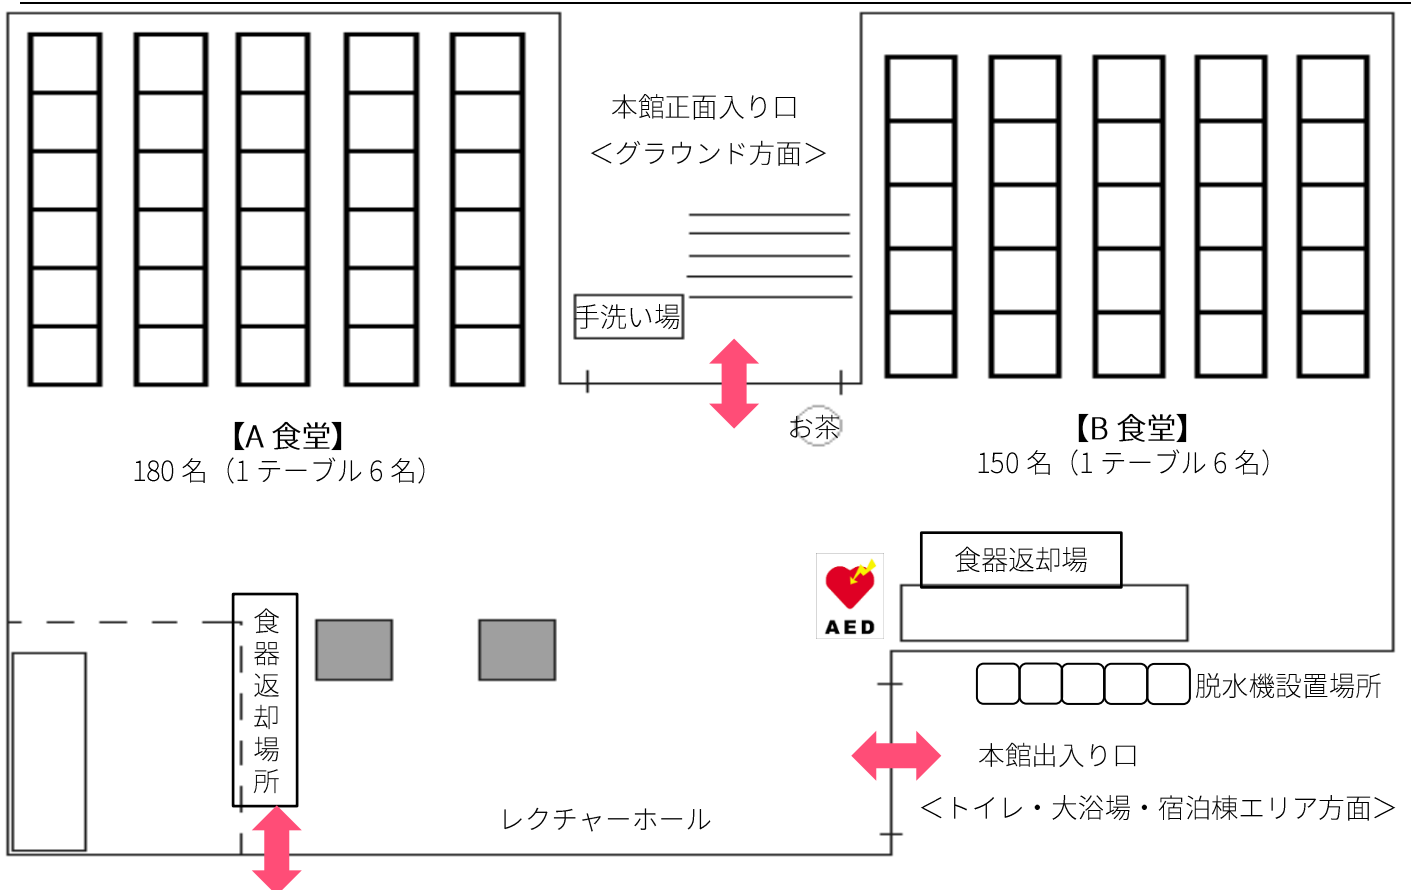 本館正面入り口
＜グラウンド方面＞
手洗い場
お茶
【A 食堂】
180 名（1 テーブル 6 名）
【B 食堂】
150 名（1 テーブル 6 名）
食器返却場
AED
食器返却場所
脱水機設置場所
本館出入り口
＜トイレ・大浴場・宿泊棟エリア方面＞
レクチャーホール